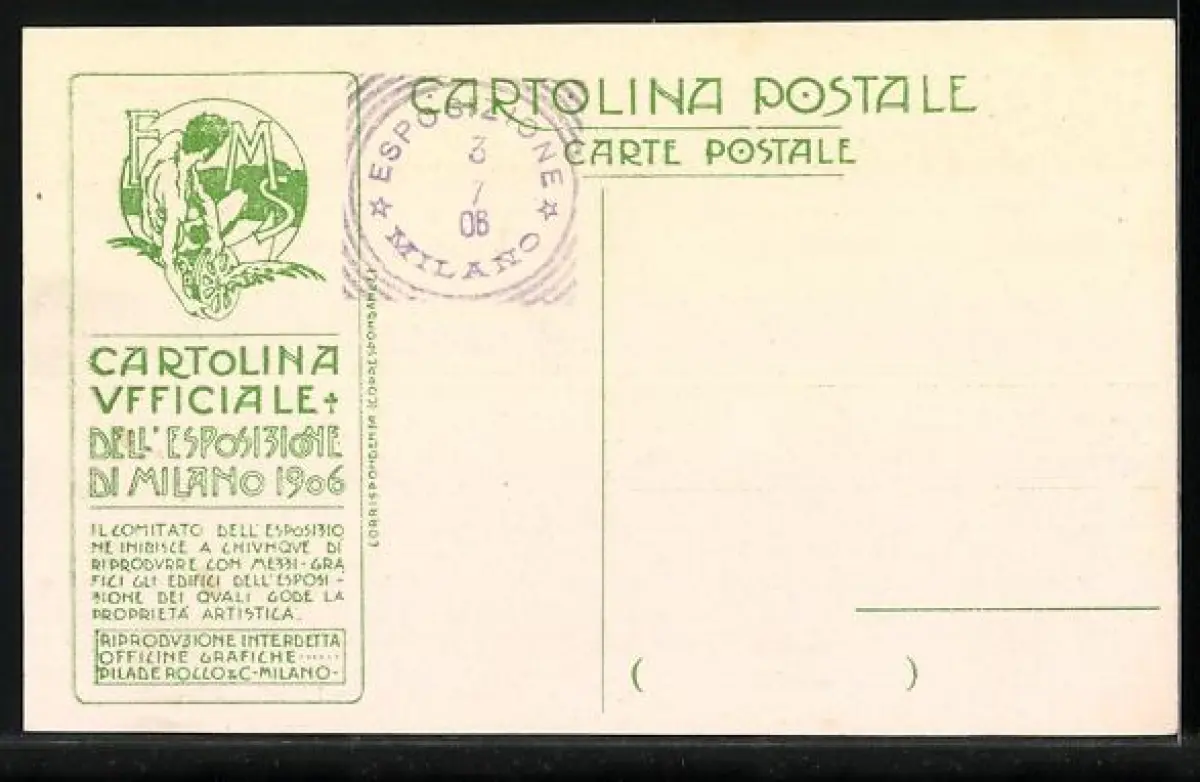 CARTOLINA POSTALE
CARTE POSTALE
E M
S
ESPOSIZIONE
3
7
06
MILANO
CARTOLINA
VFFICIALE
DELL'ESPOSIZIONE
DI MILANO 1906
IL COMITATO DELL'ESPOSIZIO
NE INIBISCE A CHIVNQVE DI
RIPRODVRRE CON MEZZI-GRA
FICI GLI EDIFICI DELL'ESPOSI-
ZIONE DEI QVALI GODE LA
PROPRIETÀ ARTISTICA.
RIPRODVZIONE INTERDETTA
OFFICINE GRAFICHE
PILADE ROCCO & C-MILANO-
CORRISPONDENZA (CORRESPONDANCE)
( )